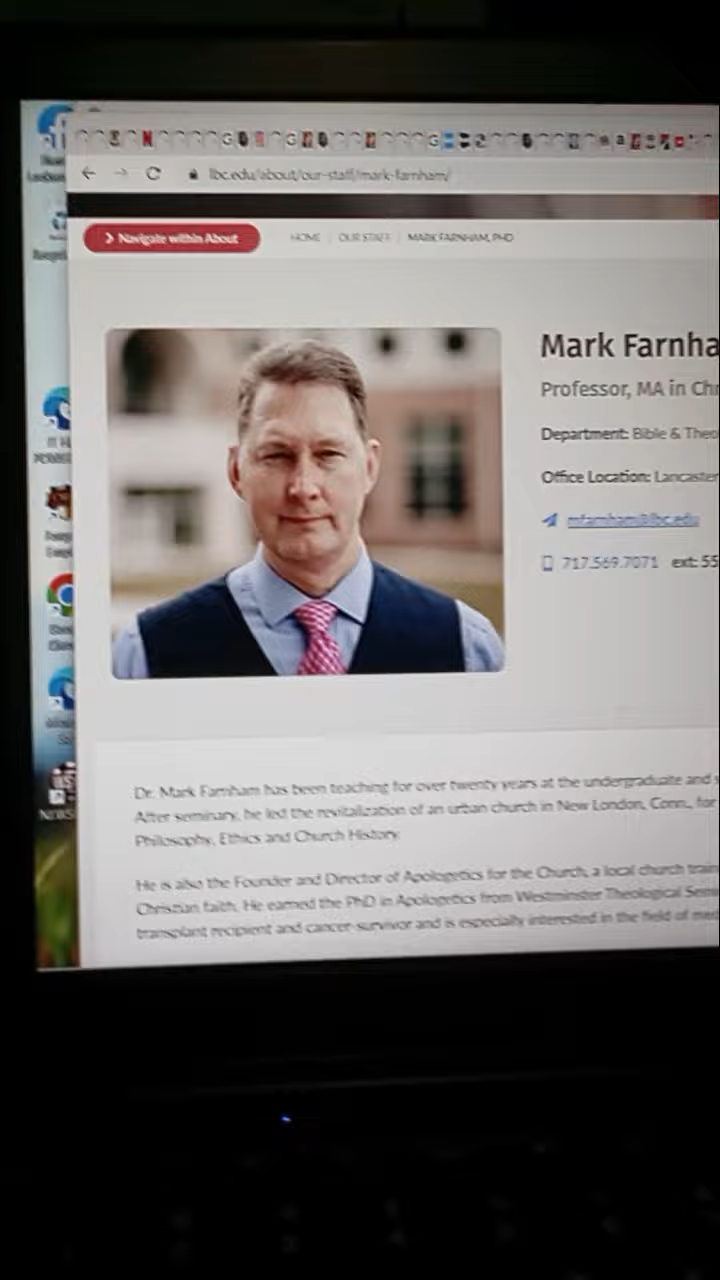 lbc.edu/about/our-staff/mark-farnham/
Navigate within About
HOME OUR STAFF MARK FARNHAM, PHD
Mark Farnha
Professor, MA in Chr
Department: Bible & Theo
Office Location: Lancaster
mfarnham@lbc.edu
717.569.7071 ext: 55
Dr. Mark Farnham has been teaching for over twenty years at the undergraduate and s
After seminary, he led the revitalization of an urban church in New London, Conn., for
Philosophy, Ethics and Church History.
He is also the Founder and Director of Apologetics for the Church, a local church train
Christian faith. He earned the PhD in Apologetics from Westminster Theological Semi
transplant recipient and cancer-survivor and is especially interested in the field of med